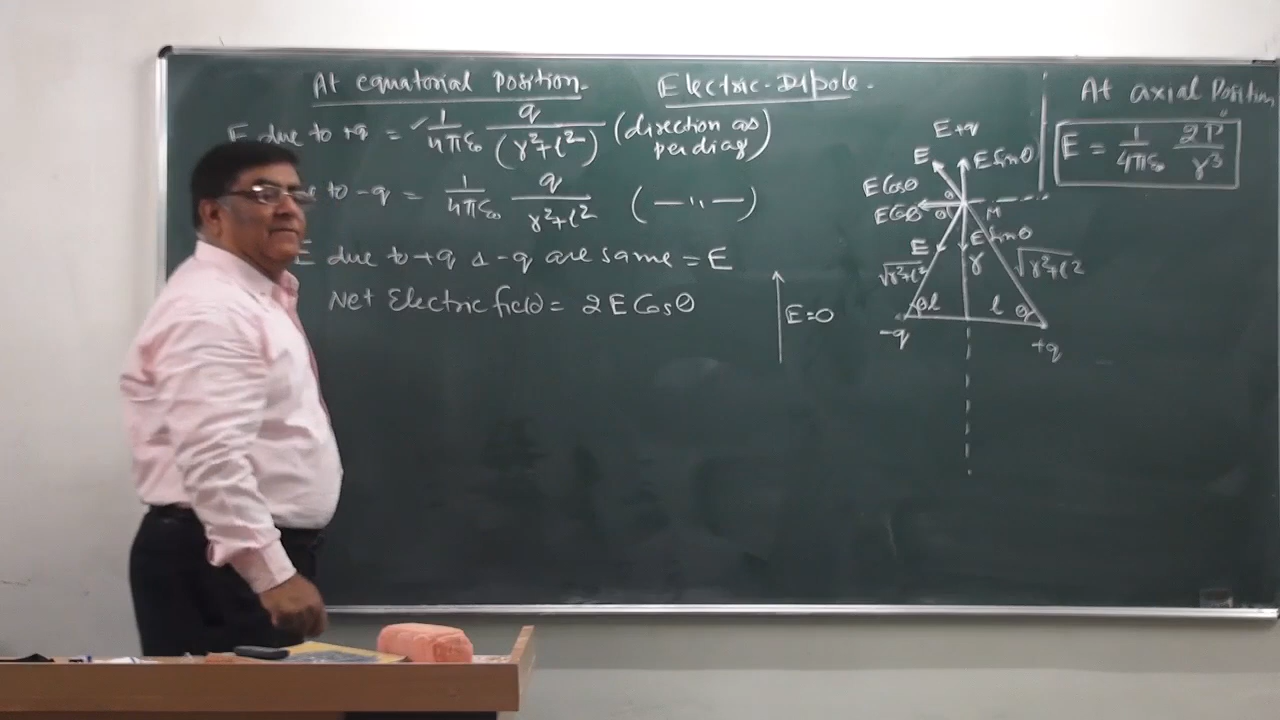 At equatorial Position.
Electric-Dipole.
E due to +q = 1/4πε₀ q/(r²+l²) (direction as per diag)
to -q = 1/4πε₀ q/r²+l² (—"—)
E due to +q & -q are same = E
Net Electric field = 2 E Cosθ
E=0
E+q
E
E Sinθ
E Cosθ
θ
E Cosθ
θ
M
E
E Sinθ
√r²+l²
r
√r²+l²
θ
l
l
θ
-q
+q
At axial Position
E = 1/4πε₀ 2P/r³